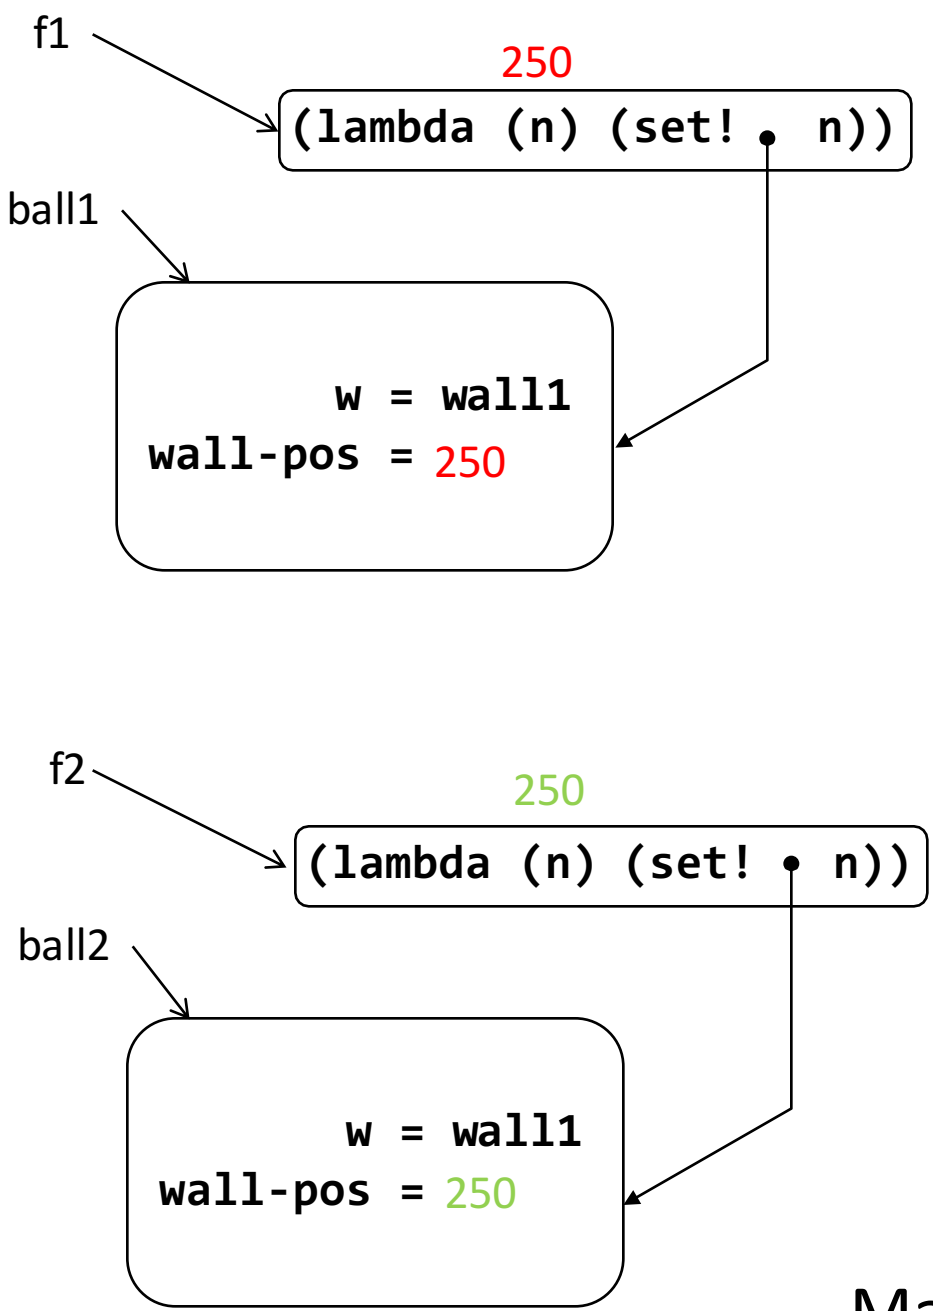 f1
250
(lambda (n) (set!   n))
ball1
w = wall1
wall-pos = 250
f2
250
(lambda (n) (set!   n))
ball2
w = wall1
wall-pos = 250